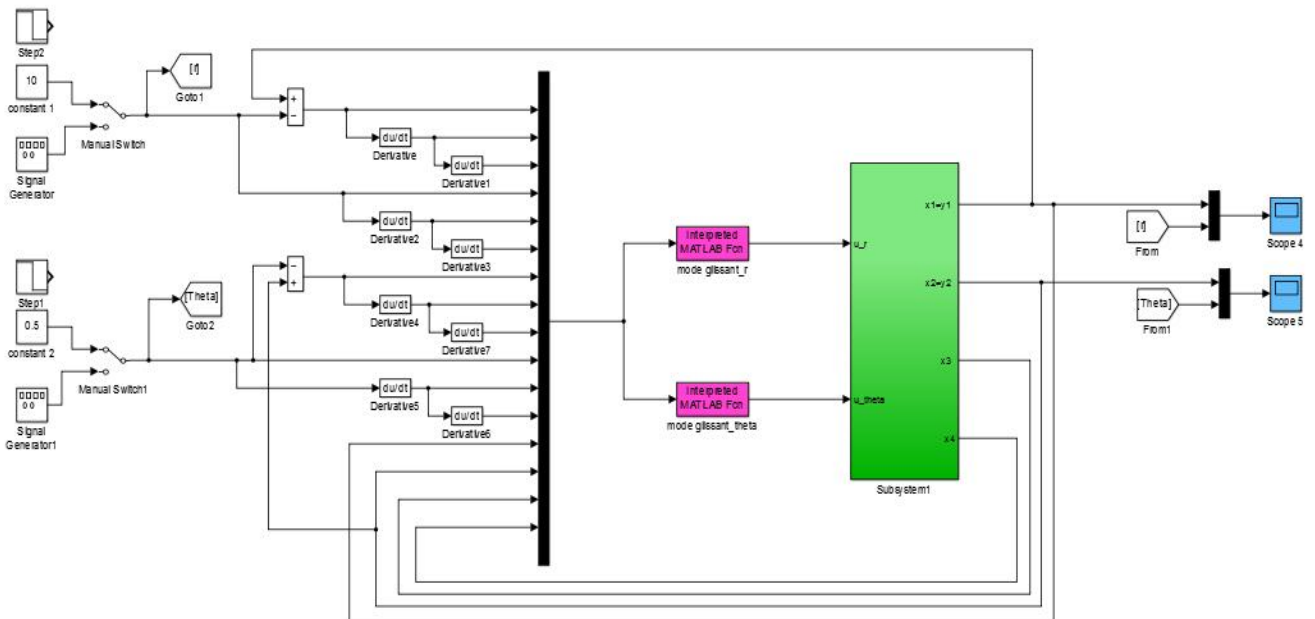 Step2
[r]
Goto1
10
constant 1
Manual Switch
Signal
Generator
+
−
du/dt
Derivative
du/dt
Derivative1
du/dt
Derivative2
du/dt
Derivative3
Step1
[Theta]
Goto2
0.5
constant 2
Manual Switch1
Signal
Generator1
−
+
du/dt
Derivative4
du/dt
Derivative7
du/dt
Derivative5
du/dt
Derivative6
Interpreted
MATLAB Fcn
mode glissant_r
Interpreted
MATLAB Fcn
mode glissant_theta
u_r
u_theta
x1=y1
x2=y2
x3
x4
Subsystem1
[r]
From
Scope 4
[Theta]
From1
Scope 5